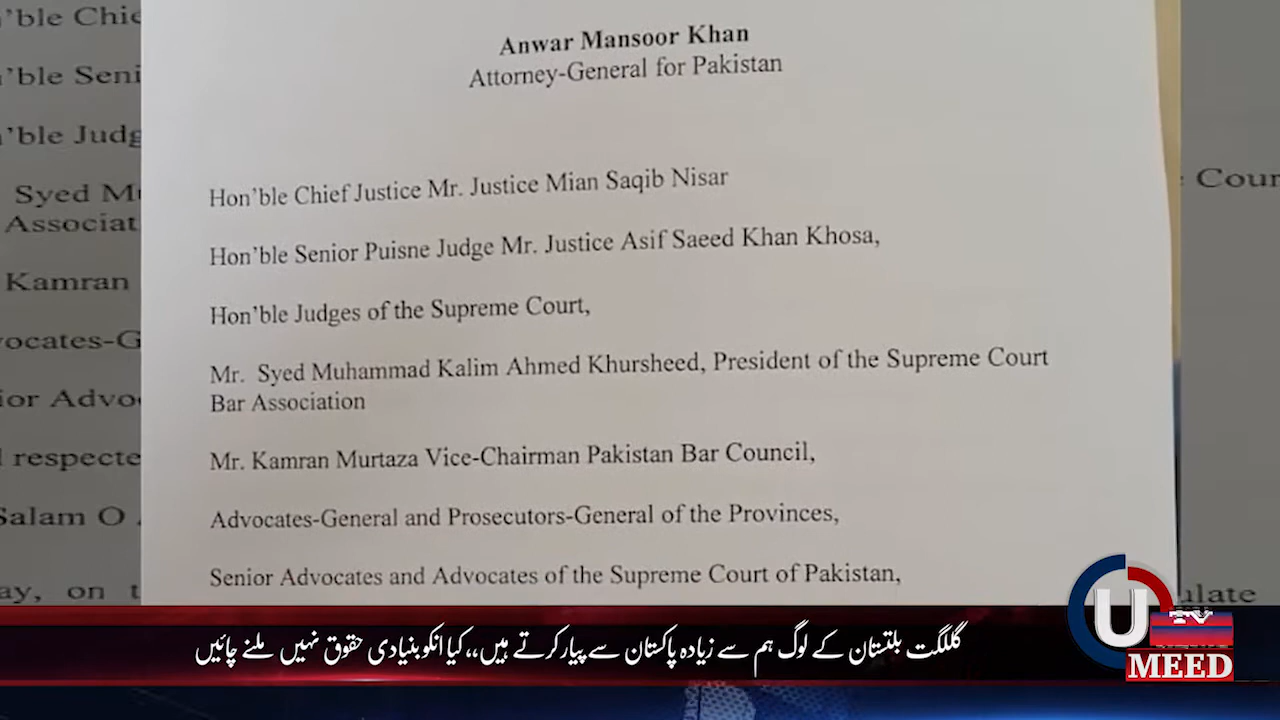 Anwar Mansoor Khan
Attorney-General for Pakistan
Hon'ble Chief Justice Mr. Justice Mian Saqib Nisar
Hon'ble Senior Puisne Judge Mr. Justice Asif Saeed Khan Khosa,
Hon'ble Judges of the Supreme Court,
Mr. Syed Muhammad Kalim Ahmed Khursheed, President of the Supreme Court
Bar Association
Mr. Kamran Murtaza Vice-Chairman Pakistan Bar Council,
Advocates-General and Prosecutors-General of the Provinces,
Senior Advocates and Advocates of the Supreme Court of Pakistan,
گلگت بلتستان کے لوگ ہم سے زیادہ پاکستان سے پیار کرتے ہیں،،، کیا انکو بنیادی حقوق نہیں ملنے چائیں
U TV
MEED